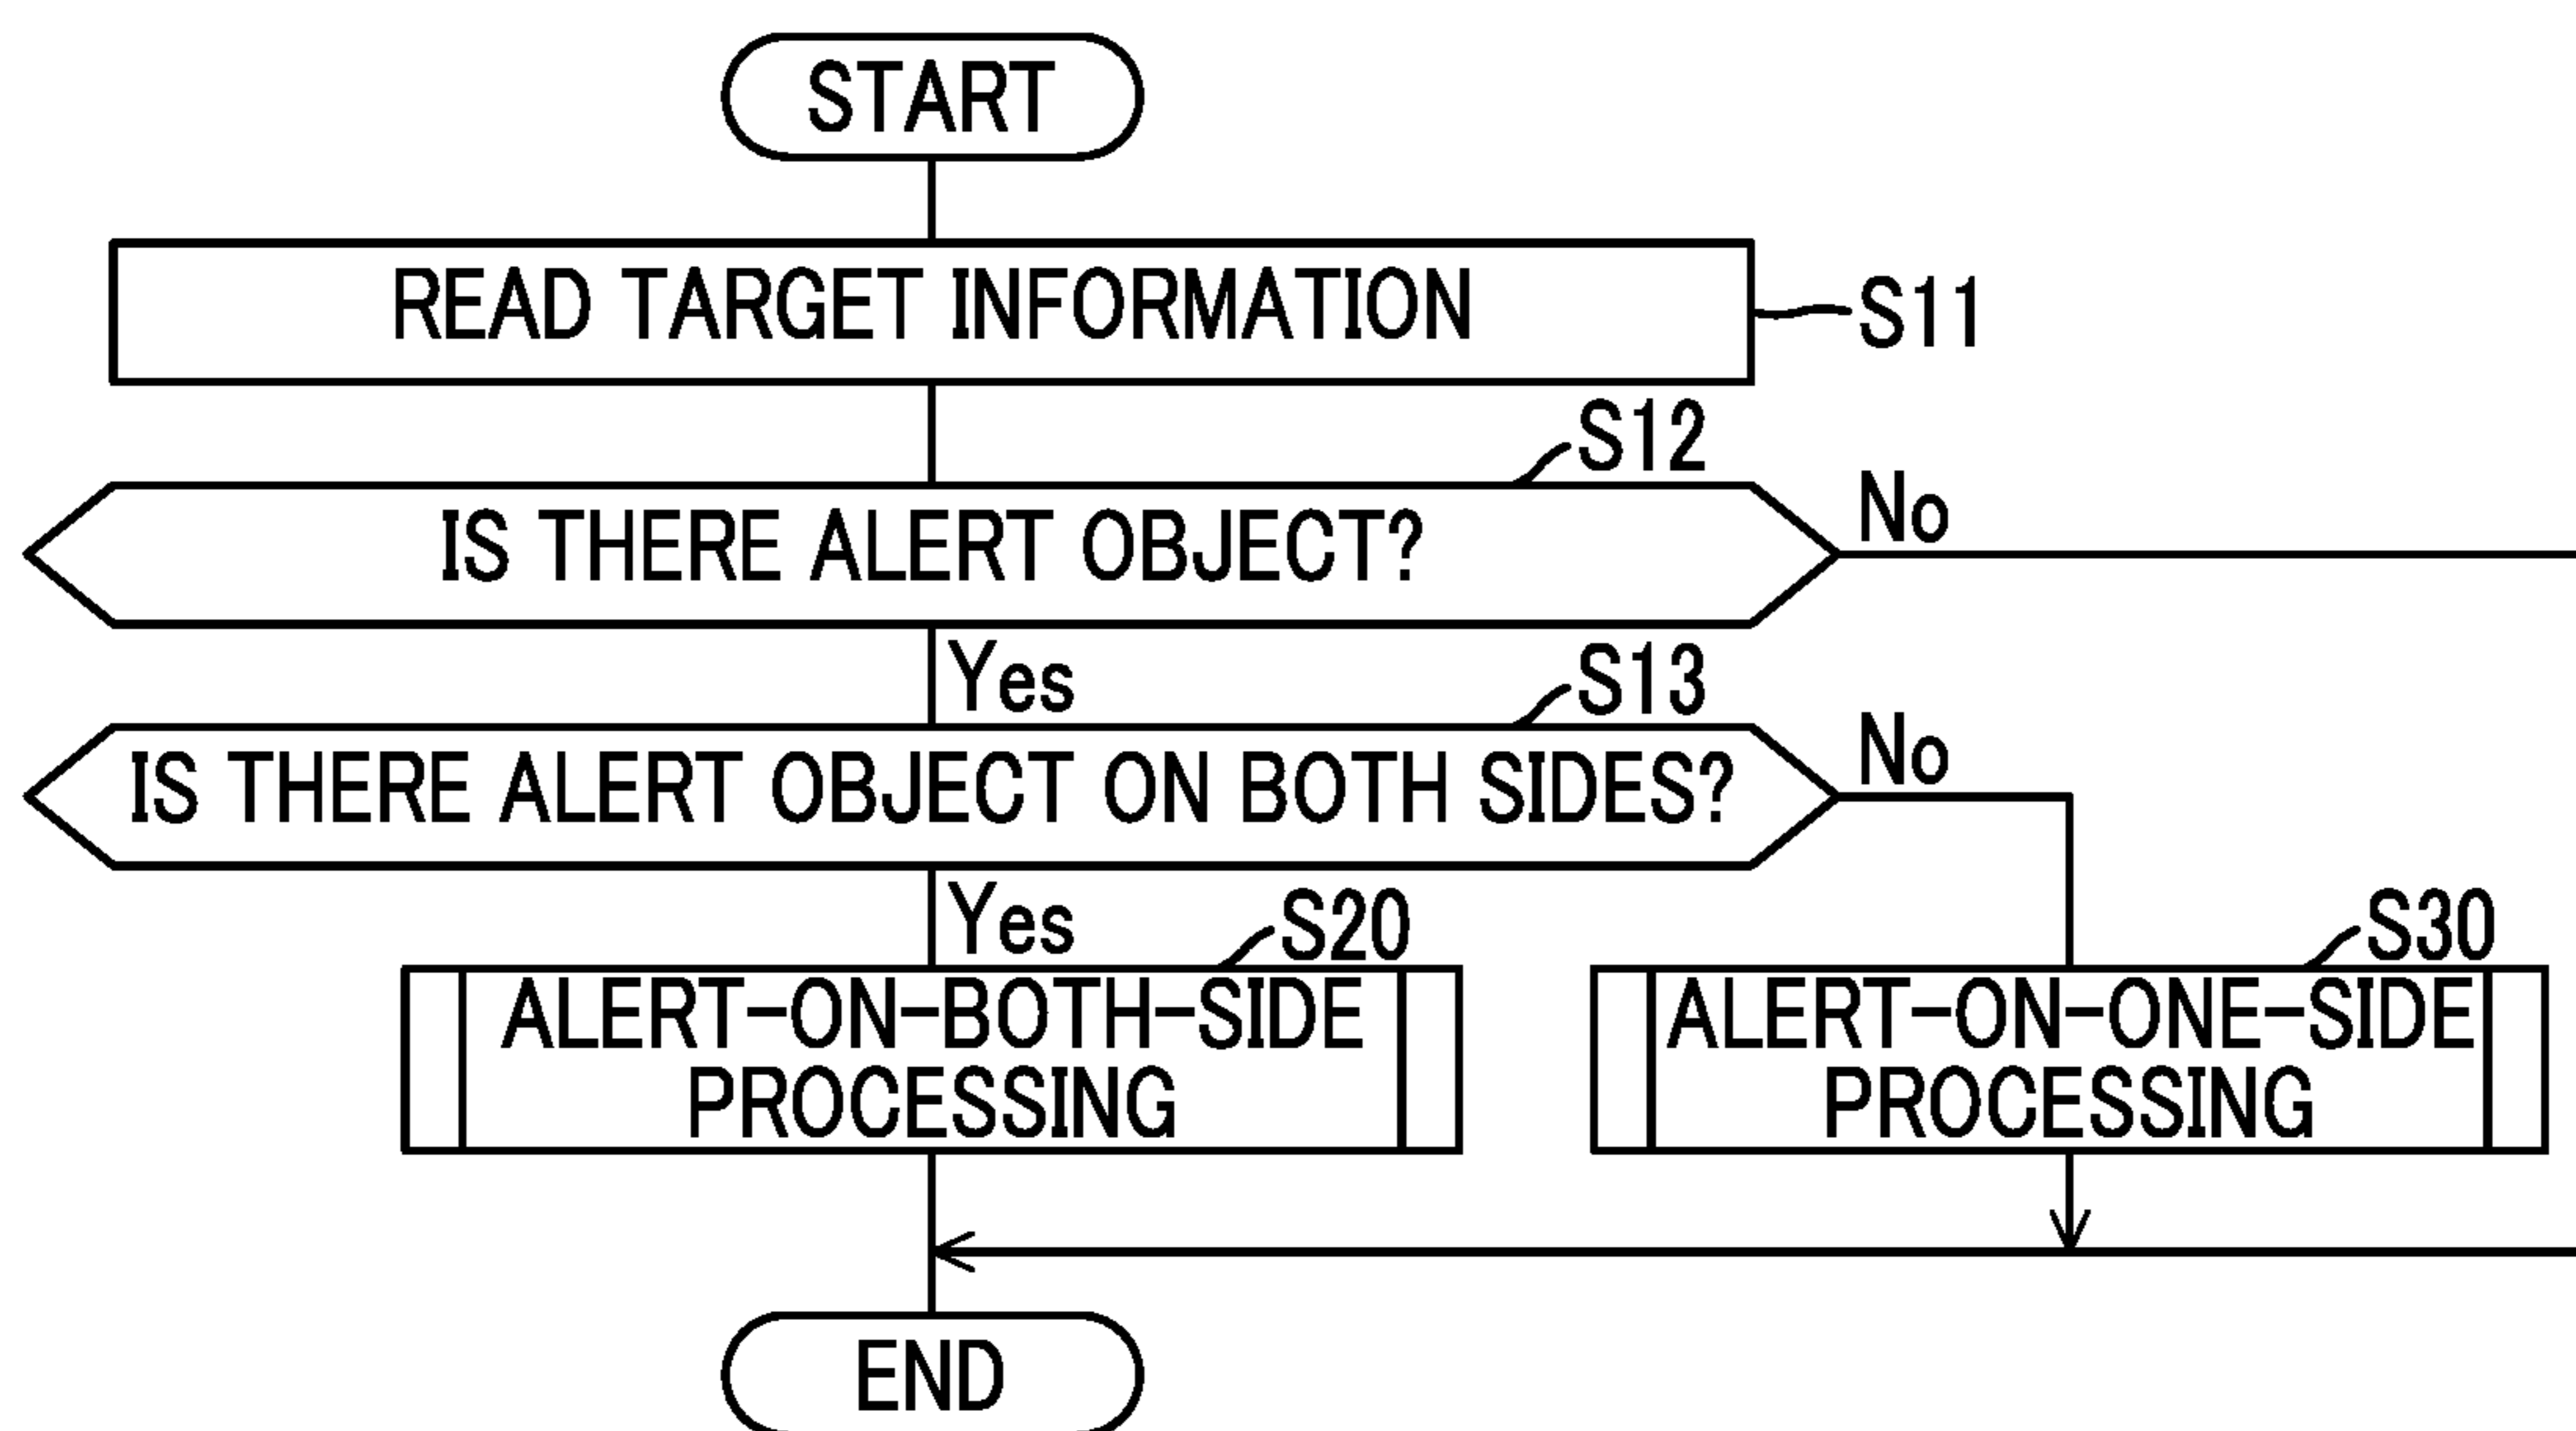 START
READ TARGET INFORMATION
S11
S12
IS THERE ALERT OBJECT?
No
Yes
S13
IS THERE ALERT OBJECT ON BOTH SIDES?
No
Yes
S20
ALERT-ON-BOTH-SIDE
PROCESSING
S30
ALERT-ON-ONE-SIDE
PROCESSING
END